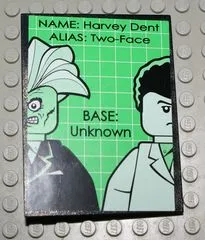 NAME: Harvey Dent
ALIAS: Two-Face
BASE:
Unknown